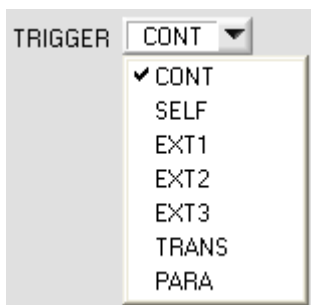 TRIGGER CONT
CONT
SELF
EXT1
EXT2
EXT3
TRANS
PARA